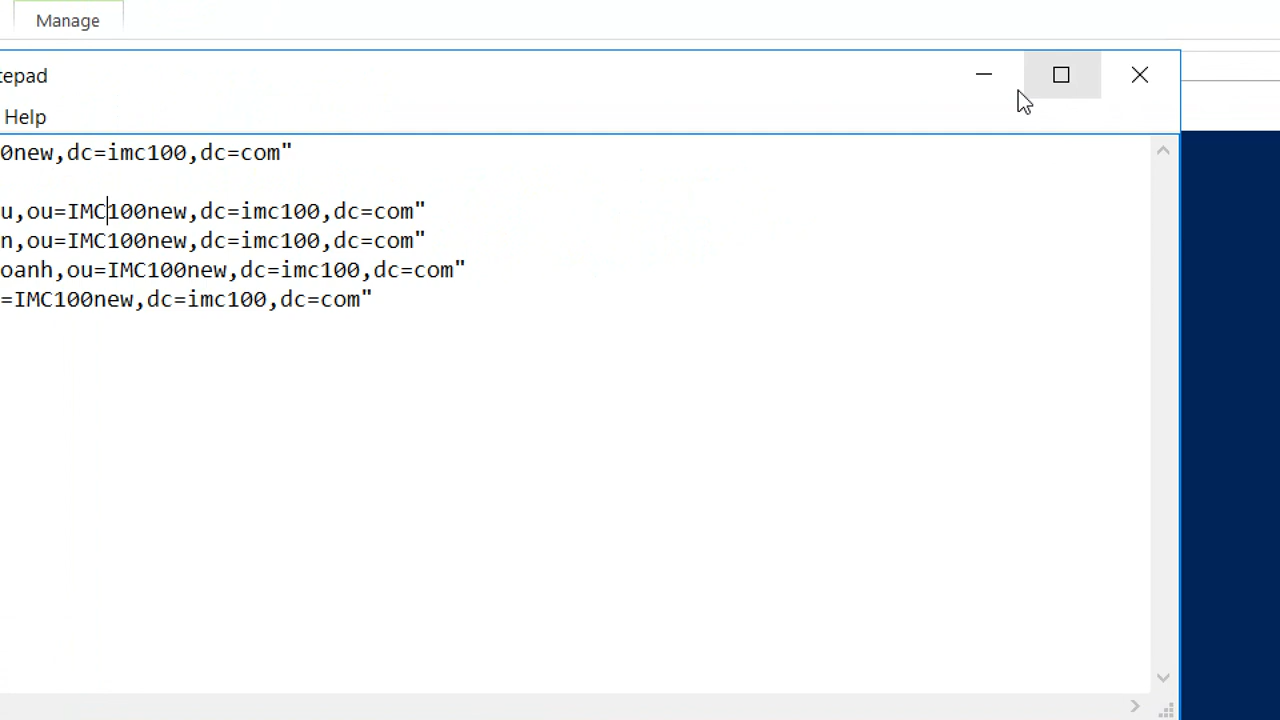 Manage
tepad
Help
0new,dc=imc100,dc=com"
u,ou=IMC100new,dc=imc100,dc=com"
n,ou=IMC100new,dc=imc100,dc=com"
oanh,ou=IMC100new,dc=imc100,dc=com"
=IMC100new,dc=imc100,dc=com"